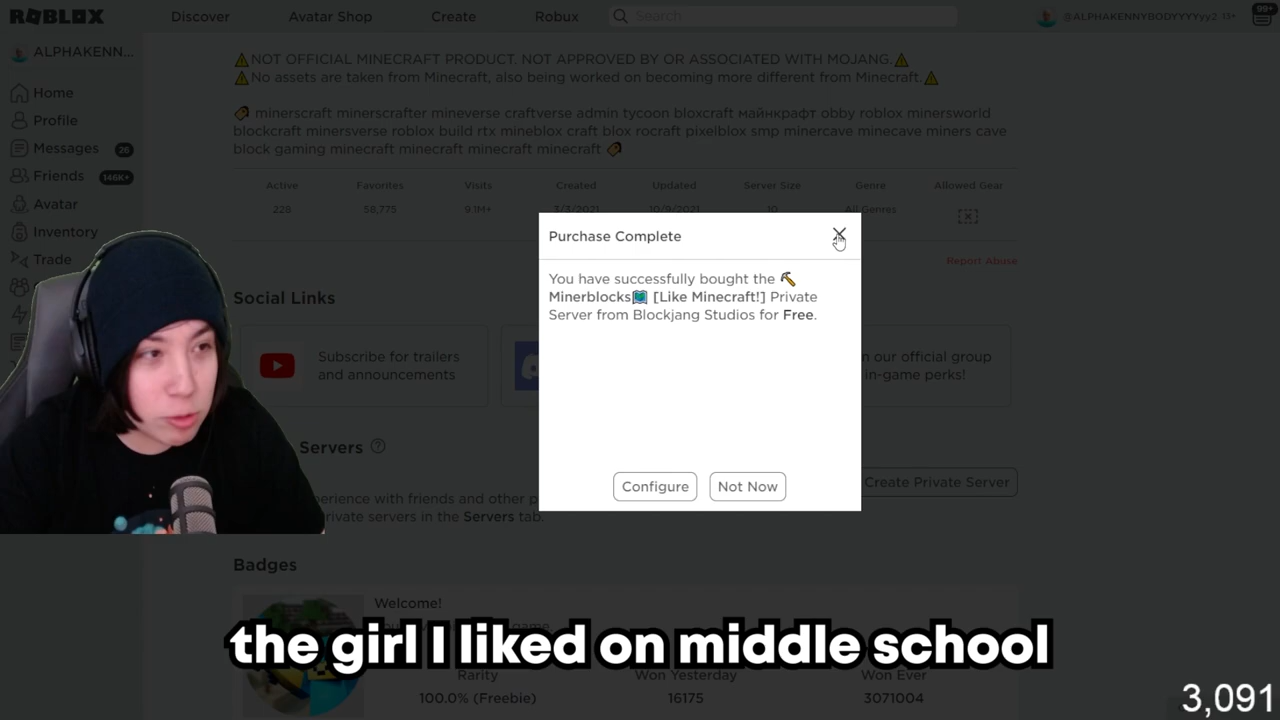 ROBLOX Discover Avatar Shop Create Robux Search @ALPHAKENNYBODYYYYyy2 13+ 99+
ALPHAKENN...
Home
Profile
Messages 26
Friends 146K+
Avatar
Inventory
Trade
⚠NOT OFFICIAL MINECRAFT PRODUCT. NOT APPROVED BY OR ASSOCIATED WITH MOJANG.⚠
⚠No assets are taken from Minecraft, also being worked on becoming more different from Minecraft.⚠
minerscraft minerscrafter mineverse craftverse admin tycoon bloxcraft майнкрафт obby roblox minersworld
blockcraft minersverse roblox build rtx mineblox craft blox rocraft pixelblox smp minercave minecave miners cave
block gaming minecraft minecraft minecraft minecraft
Active Favorites Visits Created Updated Server Size Genre Allowed Gear
228 58,775 9.1M+ 3/3/2021 10/9/2021 10 All Genres
Report Abuse
Purchase Complete
You have successfully bought the 🔨
Minerblocks🗺 [Like Minecraft!] Private
Server from Blockjang Studios for Free.
Configure Not Now
Social Links
Subscribe for trailers
and announcements
our official group
in-game perks!
Servers
Create Private Server
experience with friends and other p
private servers in the Servers tab.
Badges
Welcome!
game
the girl I liked on middle school
Rarity Won Yesterday Won Ever
100.0% (Freebie) 16175 3071004
3,091